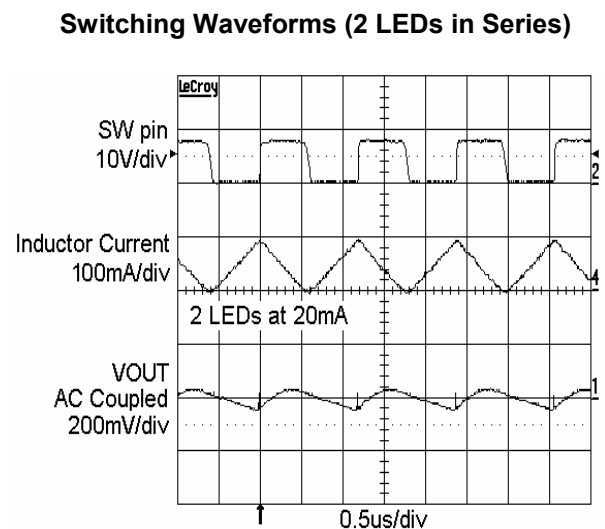 Switching Waveforms (2 LEDs in Series)
LeCroy
SW pin
10V/div
2
Inductor Current
100mA/div
4
2 LEDs at 20mA
VOUT
AC Coupled
200mV/div
1
0.5us/div